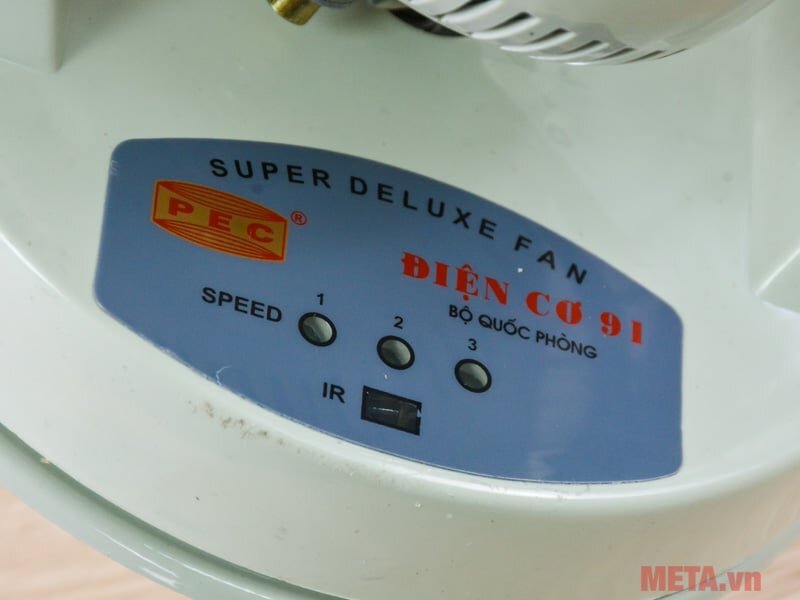 SUPER DELUXE FAN
PEC ®
ĐIỆN CƠ 91
BỘ QUỐC PHÒNG
SPEED 1 2 3
IR
META.vn